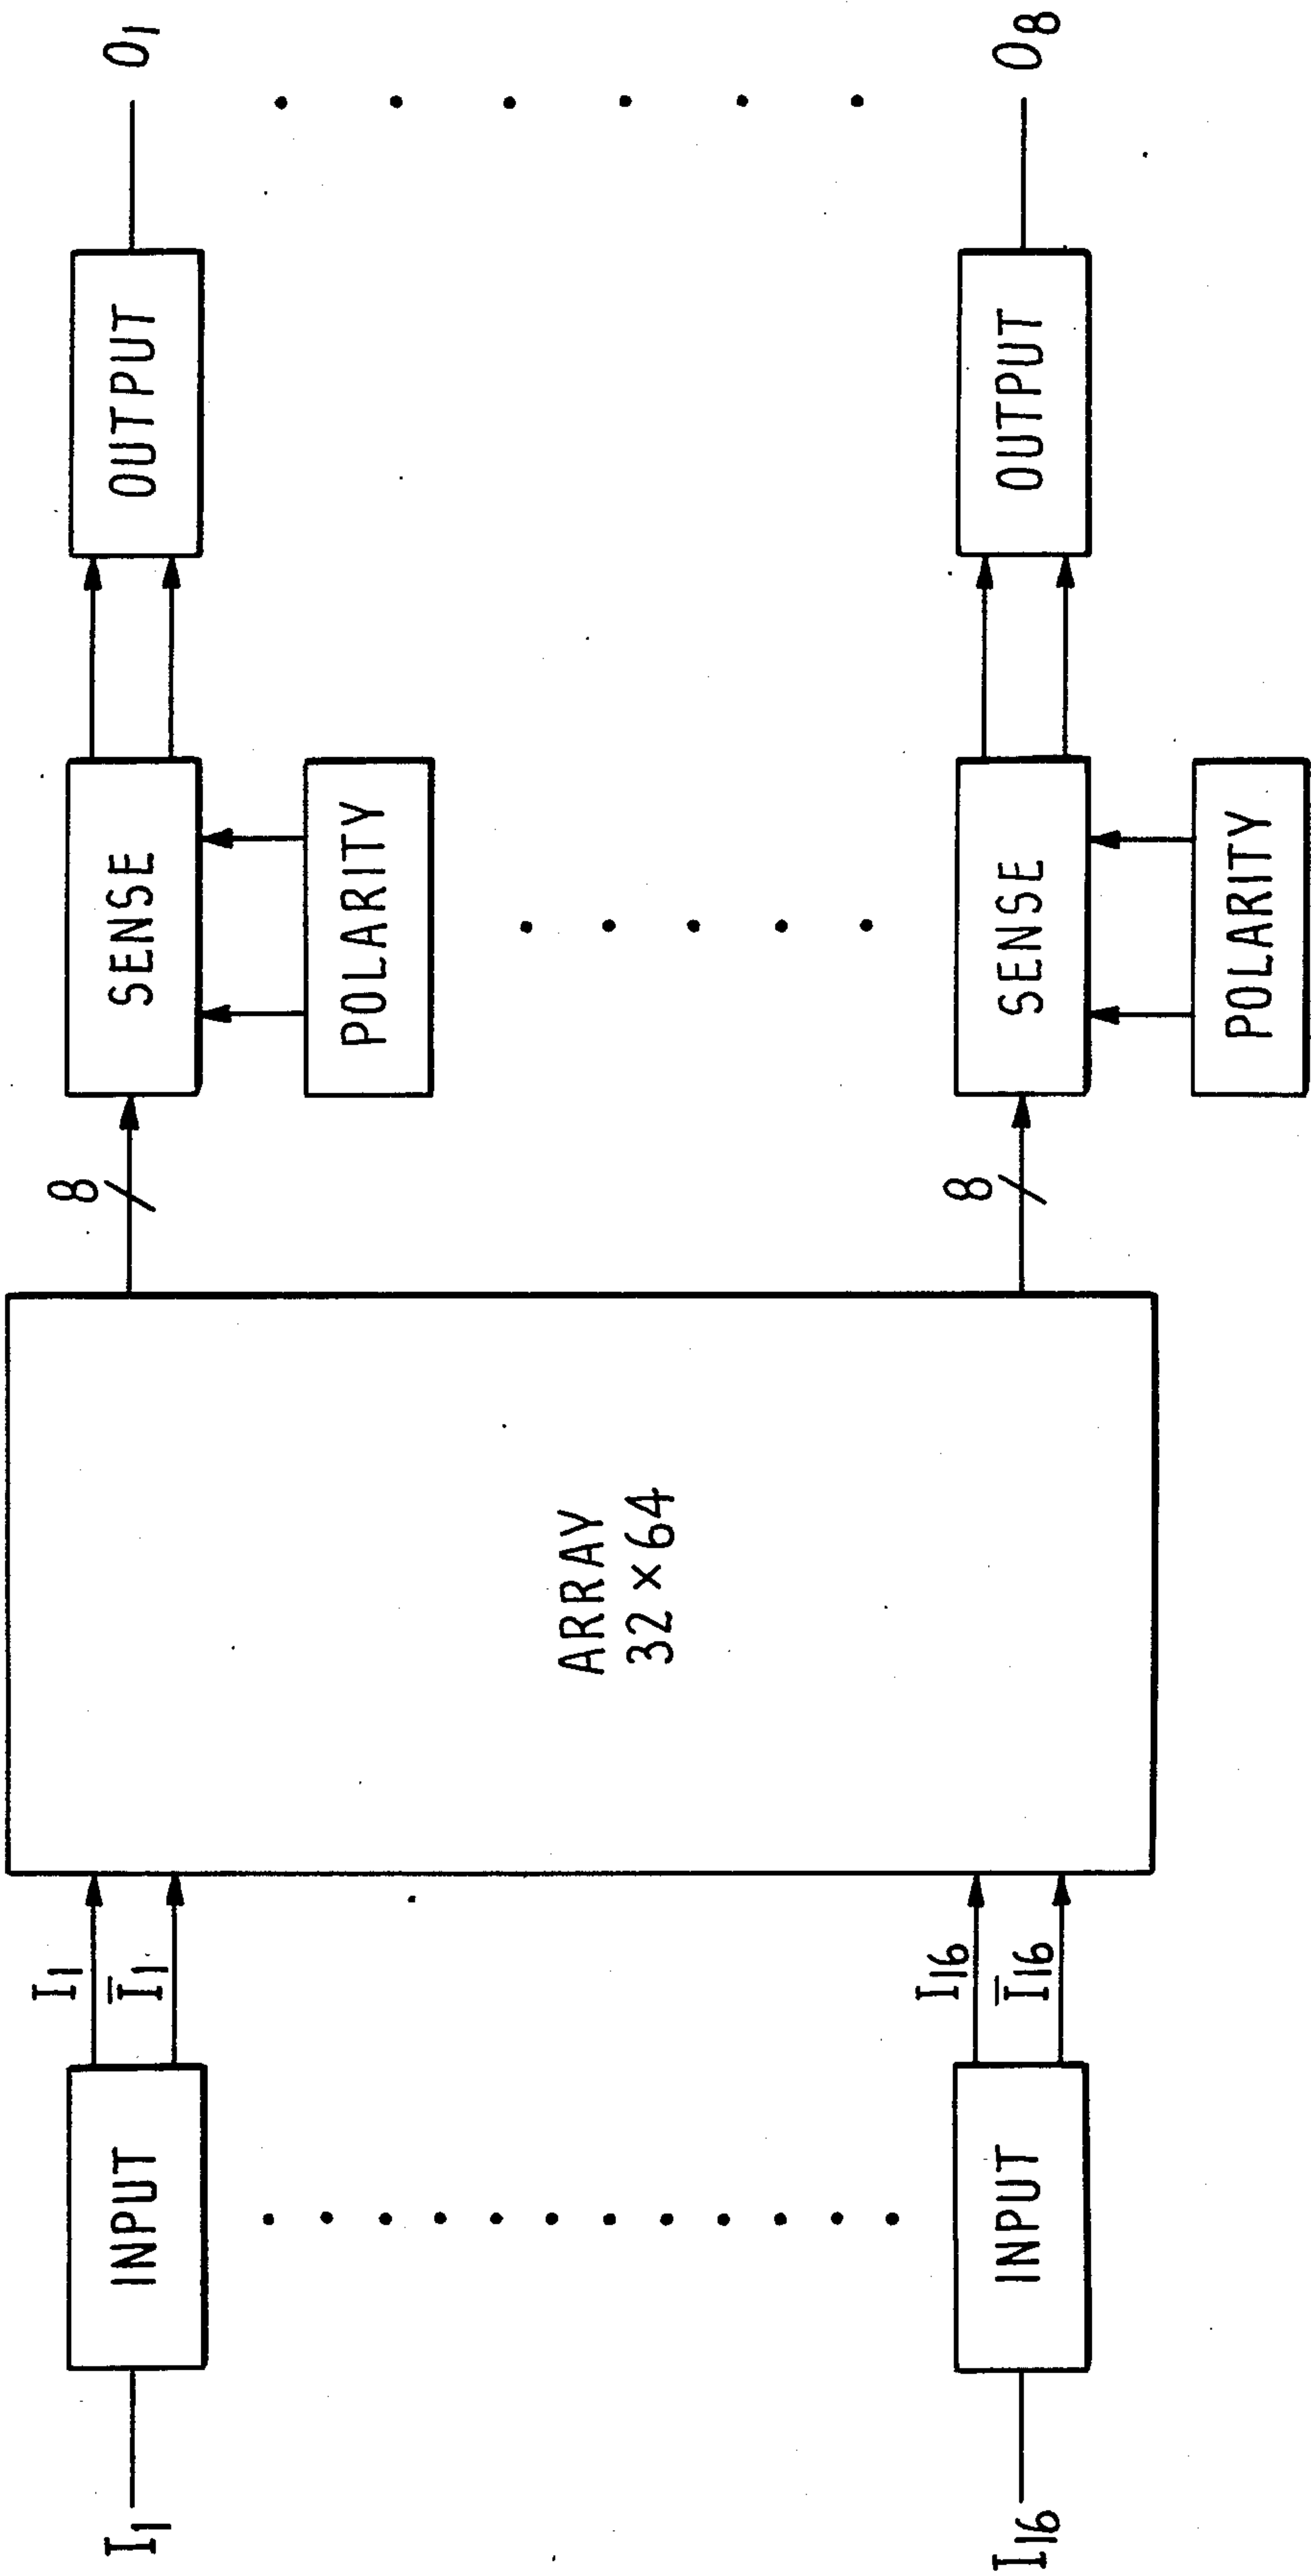 I₁
INPUT
I₁
Ī₁
I₁₆
INPUT
I₁₆
Ī₁₆
ARRAY
32 × 64
8
SENSE
POLARITY
OUTPUT
O₁
8
SENSE
POLARITY
OUTPUT
O₈